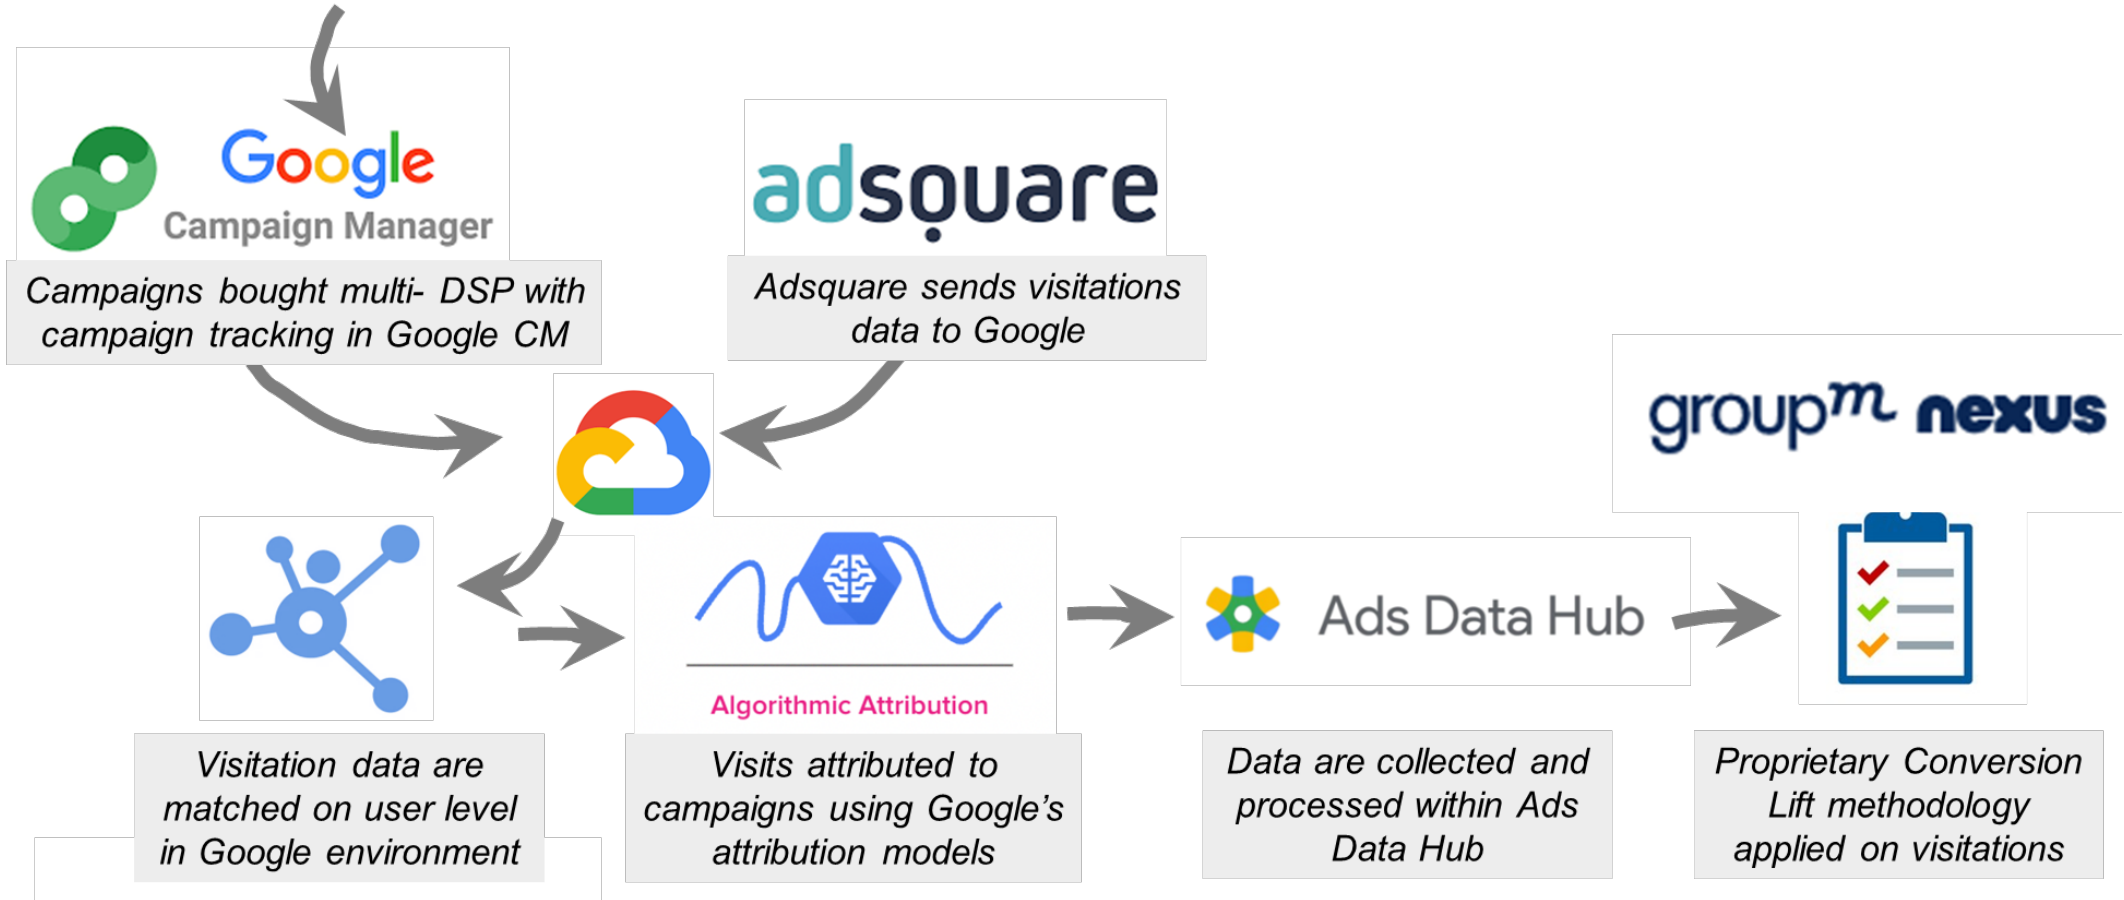 Google
Campaign Manager
Campaigns bought multi- DSP with
campaign tracking in Google CM
adsquare
Adsquare sends visitations
data to Google
groupm nexus
Algorithmic Attribution
Ads Data Hub
Visitation data are
matched on user level
in Google environment
Visits attributed to
campaigns using Google's
attribution models
Data are collected and
processed within Ads
Data Hub
Proprietary Conversion
Lift methodology
applied on visitations